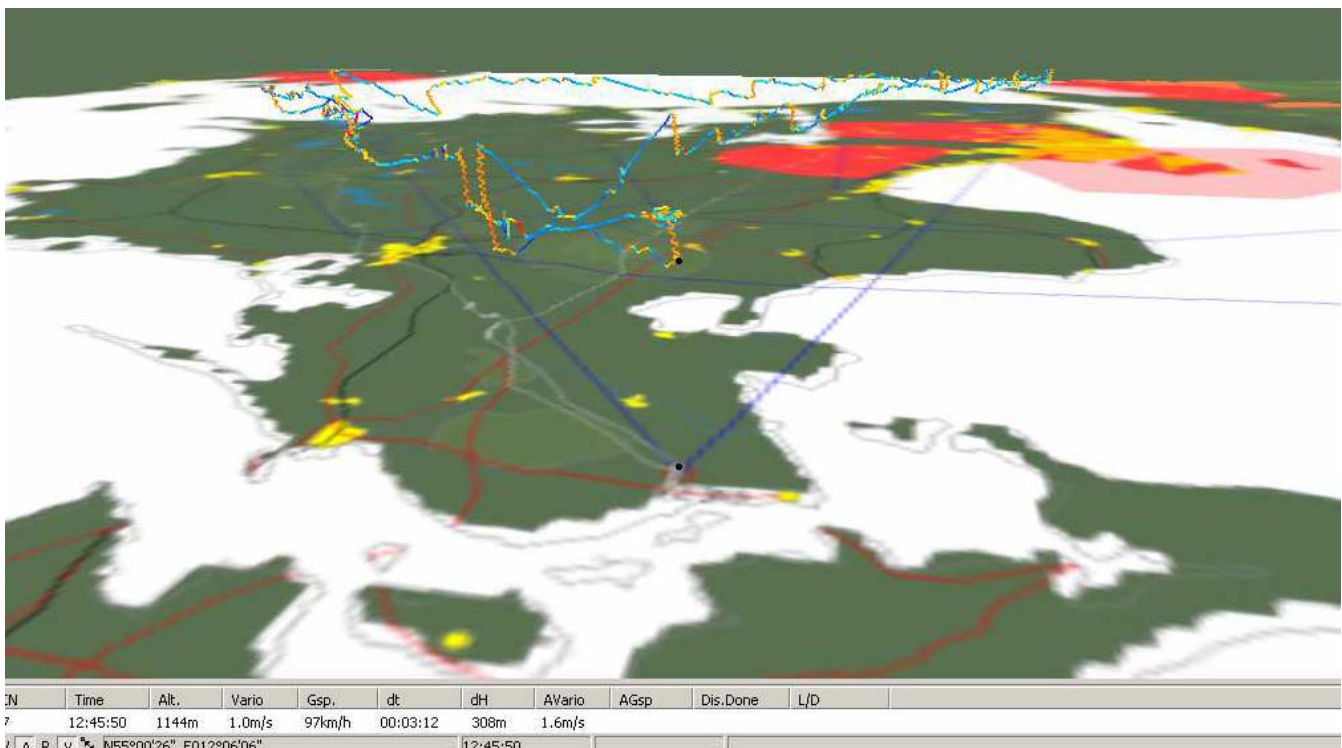 Time Alt. Vario Gsp. dt dH AVario AGsp Dis.Done L/D
7 12:45:50 1144m 1.0m/s 97km/h 00:03:12 308m 1.6m/s
A R V N55°00'26" E012°06'06" 12:45:50